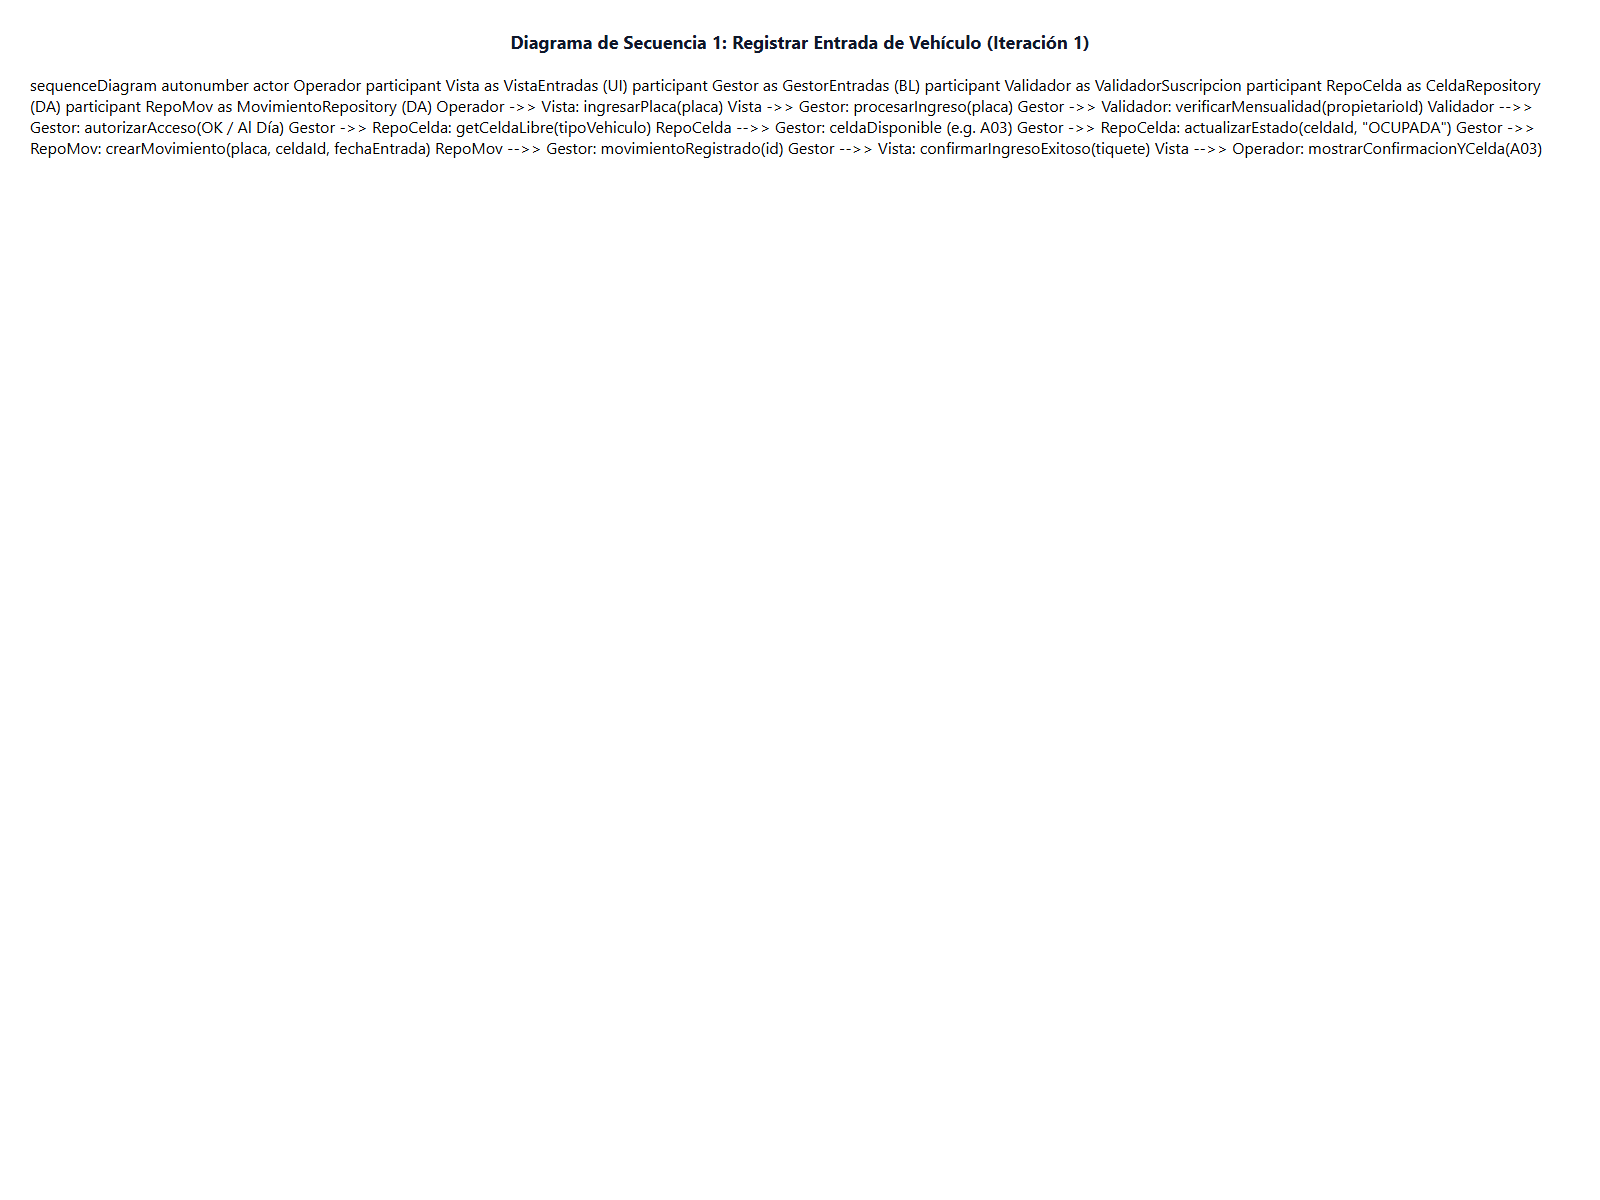 Diagrama de Secuencia 1: Registrar Entrada de Vehículo (Iteración 1)
sequenceDiagram autonumber actor Operador participant Vista as VistaEntradas (UI) participant Gestor as GestorEntradas (BL) participant Validador as ValidadorSuscripcion participant RepoCelda as CeldaRepository
(DA) participant RepoMov as MovimientoRepository (DA) Operador ->> Vista: ingresarPlaca(placa) Vista ->> Gestor: procesarIngreso(placa) Gestor ->> Validador: verificarMensualidad(propietarioId) Validador -->>
Gestor: autorizarAcceso(OK / Al Día) Gestor ->> RepoCelda: getCeldaLibre(tipoVehiculo) RepoCelda -->> Gestor: celdaDisponible (e.g. A03) Gestor ->> RepoCelda: actualizarEstado(celdaId, "OCUPADA") Gestor ->>
RepoMov: crearMovimiento(placa, celdaId, fechaEntrada) RepoMov -->> Gestor: movimientoRegistrado(id) Gestor -->> Vista: confirmarIngresoExitoso(tiquete) Vista -->> Operador: mostrarConfirmacionYCelda(A03)